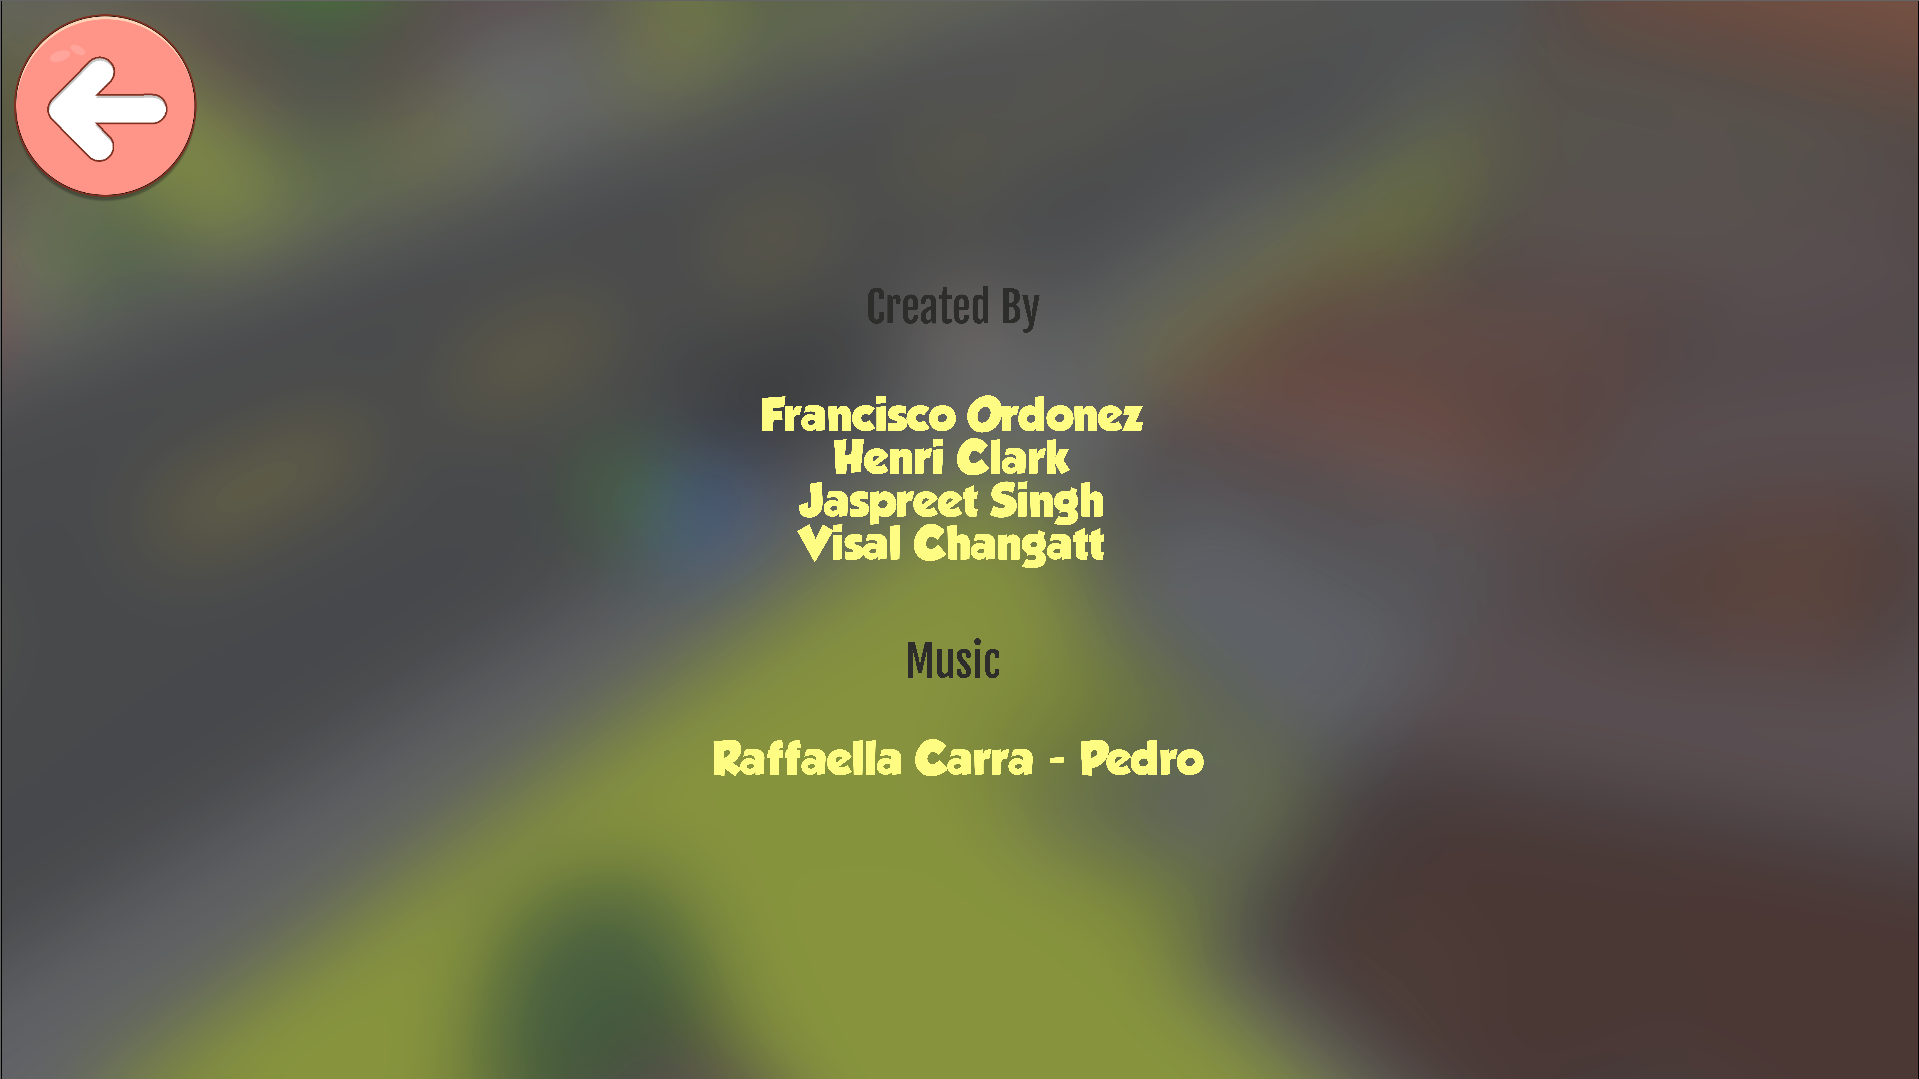 Created By
Francisco Ordonez
Henri Clark
Jaspreet Singh
Visal Changatt
Music
Raffaella Carra - Pedro